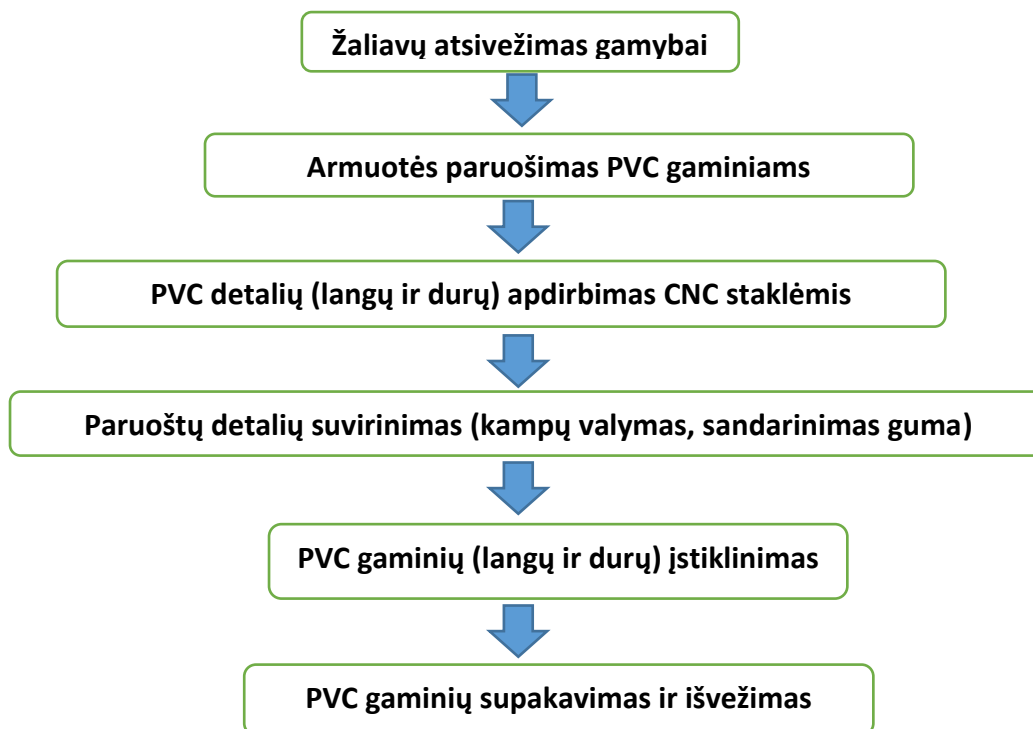 Žaliavų atsivežimas gamybai
Armuotės paruošimas PVC gaminiams
PVC detalių (langų ir durų) apdirbimas CNC staklėmis
Paruoštų detalių suvirinimas (kampų valymas, sandarinimas guma)
PVC gaminių (langų ir durų) įstiklinimas
PVC gaminių supakavimas ir išvežimas